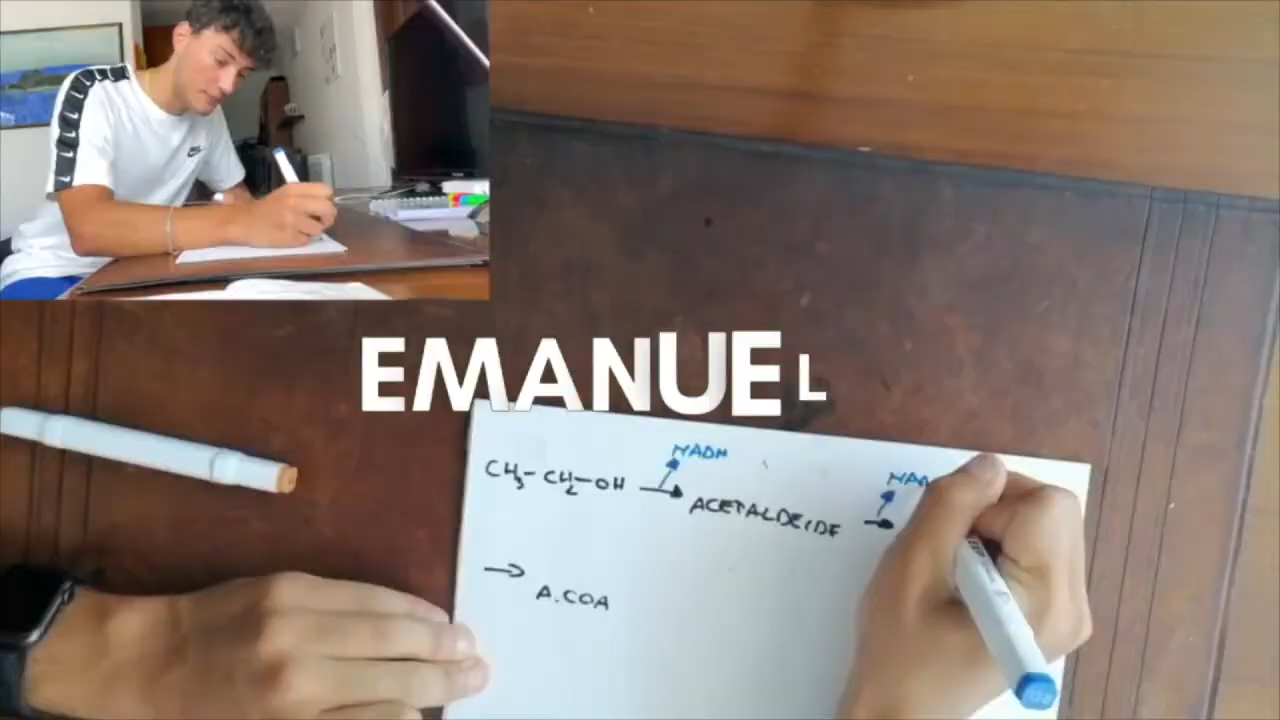 EMANUEL
NADH
CH3-CH2-OH → ACETALDEIDE →
→ A.COA